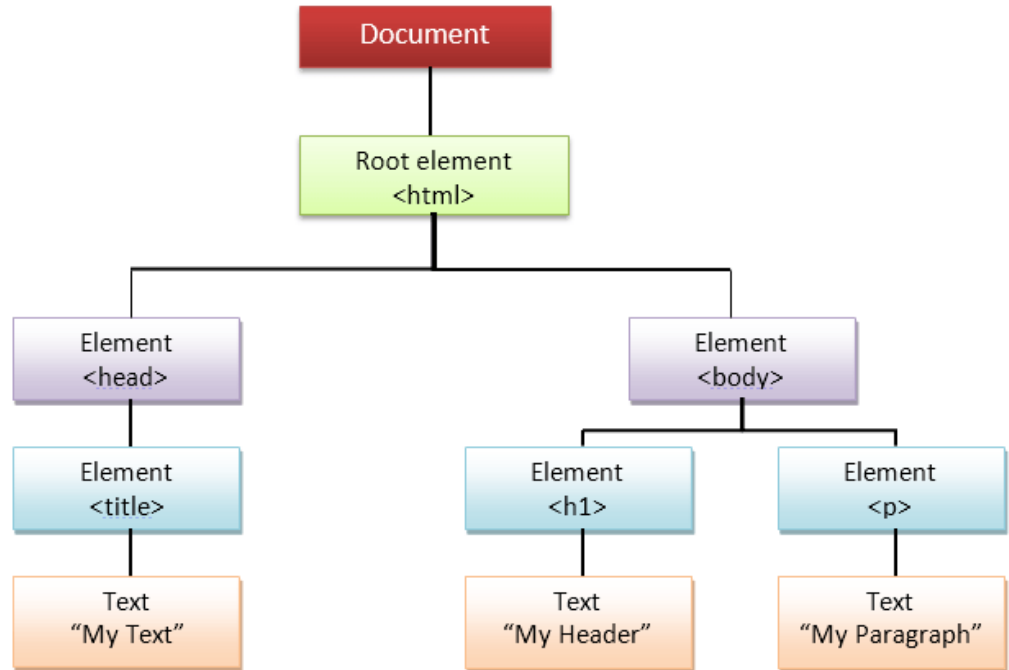 Document
Root element
<html>
Element
<head>
Element
<body>
Element
<title>
Element
<h1>
Element
<p>
Text
“My Text”
Text
“My Header”
Text
“My Paragraph”